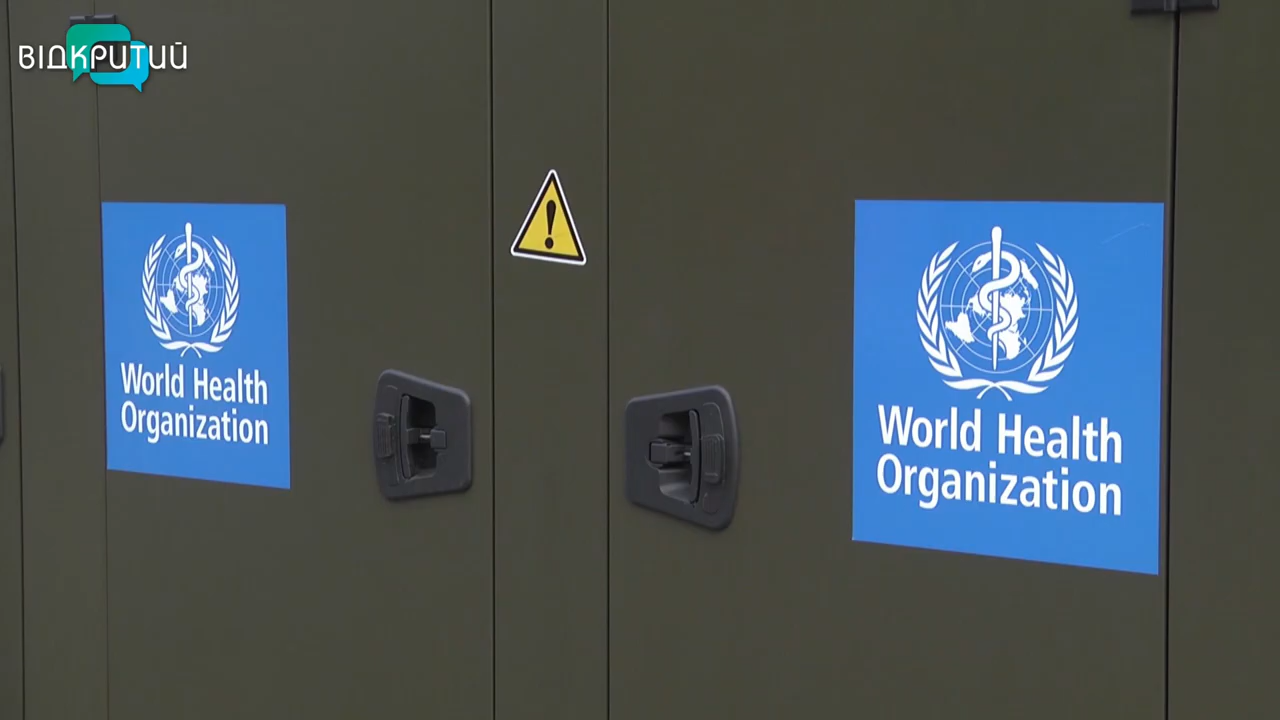 ВІДКРИТИЙ
World Health
Organization
!
World Health
Organization